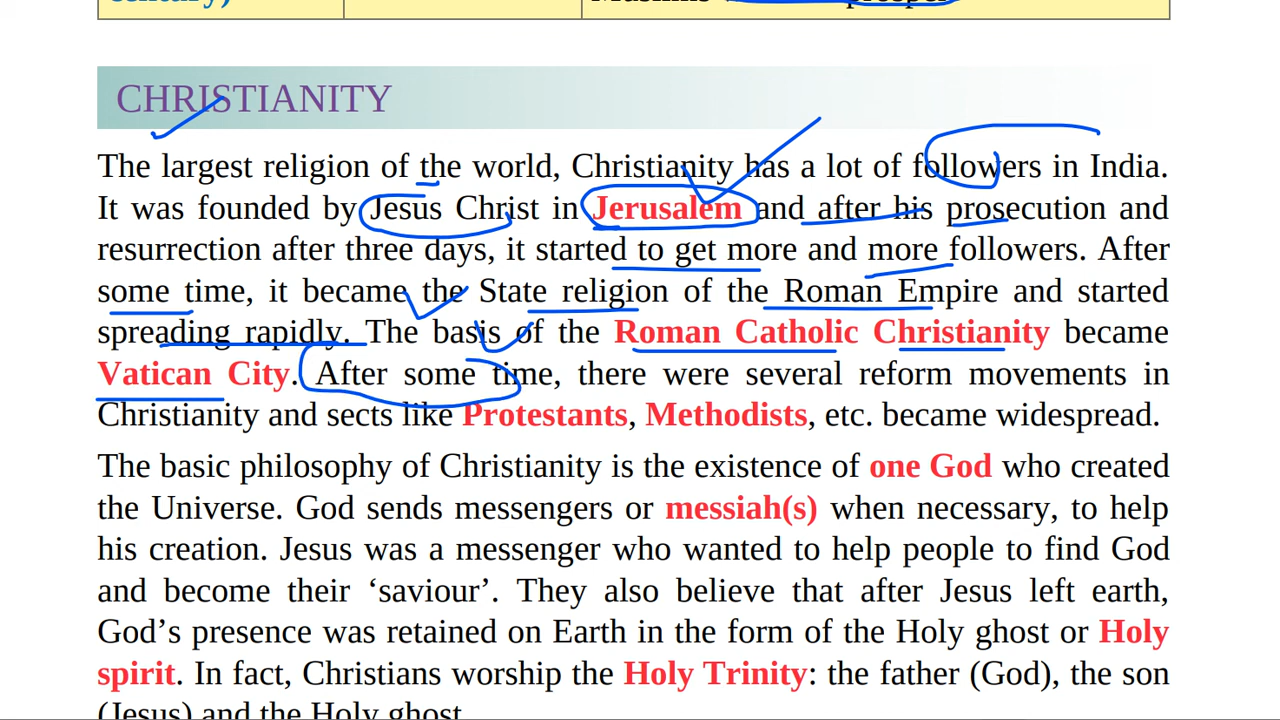 CHRISTIANITY
The largest religion of the world, Christianity has a lot of followers in India.
It was founded by Jesus Christ in Jerusalem and after his prosecution and
resurrection after three days, it started to get more and more followers. After
some time, it became the State religion of the Roman Empire and started
spreading rapidly. The basis of the Roman Catholic Christianity became
Vatican City. After some time, there were several reform movements in
Christianity and sects like Protestants, Methodists, etc. became widespread.
The basic philosophy of Christianity is the existence of one God who created
the Universe. God sends messengers or messiah(s) when necessary, to help
his creation. Jesus was a messenger who wanted to help people to find God
and become their ‘saviour’. They also believe that after Jesus left earth,
God’s presence was retained on Earth in the form of the Holy ghost or Holy
spirit. In fact, Christians worship the Holy Trinity: the father (God), the son
(Jesus) and the Holy ghost.